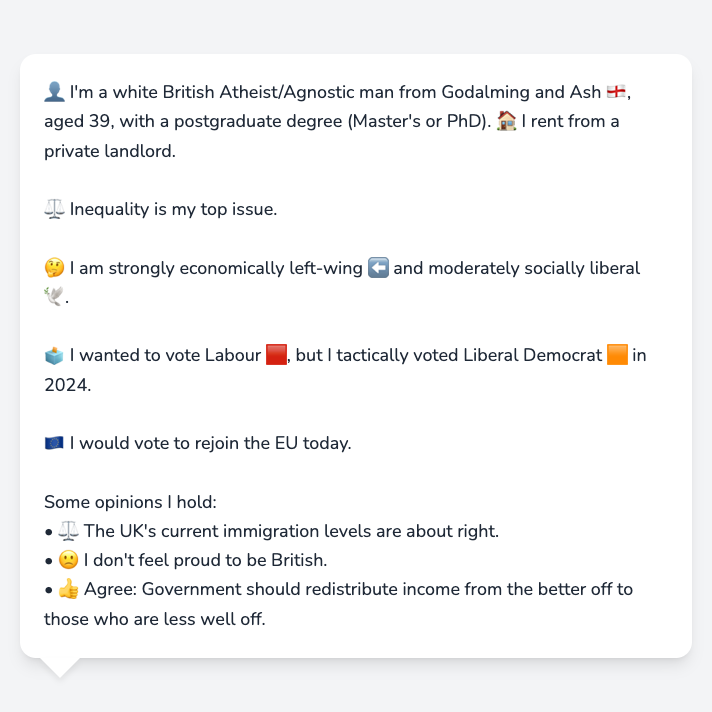 👤 I'm a white British Atheist/Agnostic man from Godalming and Ash 🏴󠁧󠁢󠁥󠁮󠁧󠁿,
aged 39, with a postgraduate degree (Master's or PhD). 🏠 I rent from a
private landlord.
⚖️ Inequality is my top issue.
🤔 I am strongly economically left-wing ⬅️ and moderately socially liberal
🕊️.
🗳️ I wanted to vote Labour 🟥, but I tactically voted Liberal Democrat 🟧 in
2024.
🇪🇺 I would vote to rejoin the EU today.
Some opinions I hold:
• ⚖️ The UK's current immigration levels are about right.
• 🙁 I don't feel proud to be British.
• 👍 Agree: Government should redistribute income from the better off to
those who are less well off.